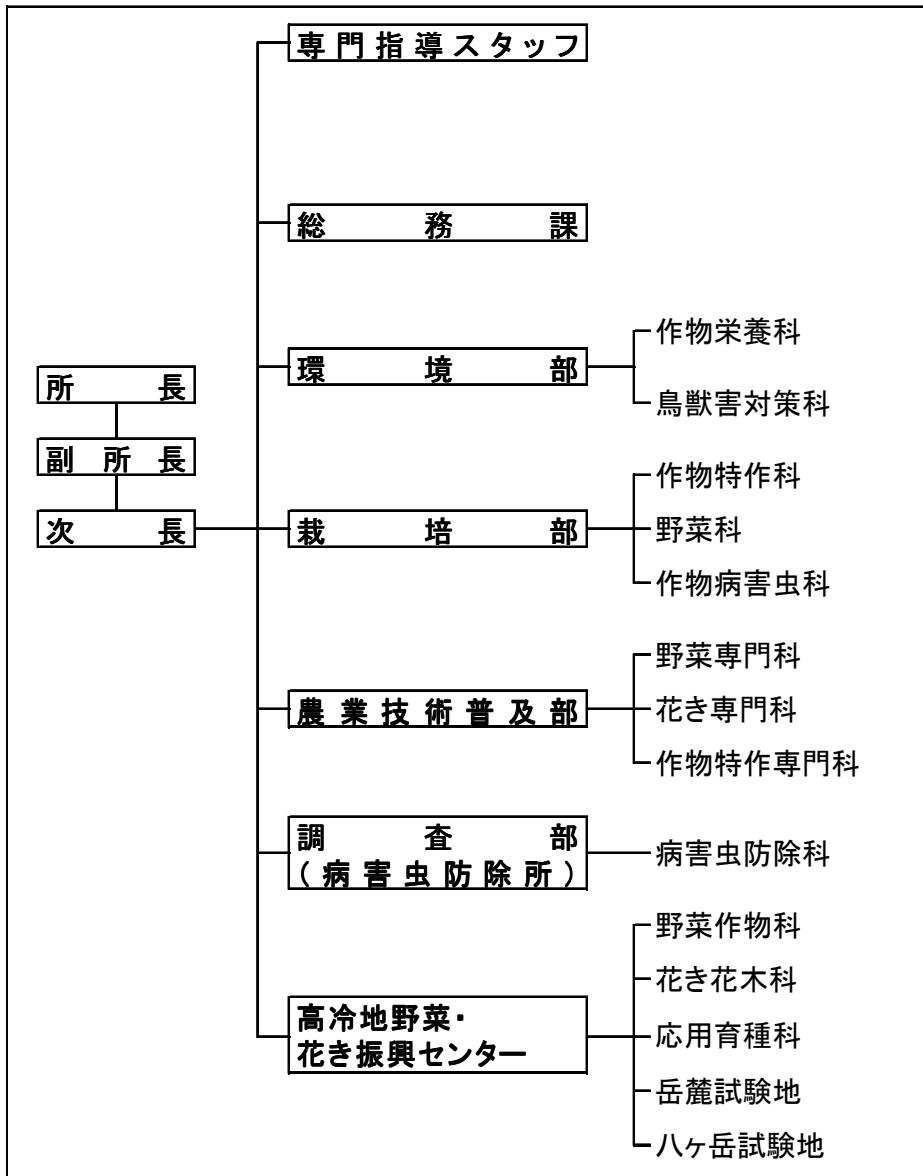 所長
副所長
次長
専門指導スタッフ
総務課
環境部
作物栄養科
鳥獣害対策科
栽培部
作物特作科
野菜科
作物病害虫科
農業技術普及部
野菜専門科
花き専門科
作物特作専門科
調査部
(病害虫防除所)
病害虫防除科
高冷地野菜・
花き振興センター
野菜作物科
花き花木科
応用育種科
岳麓試験地
八ヶ岳試験地